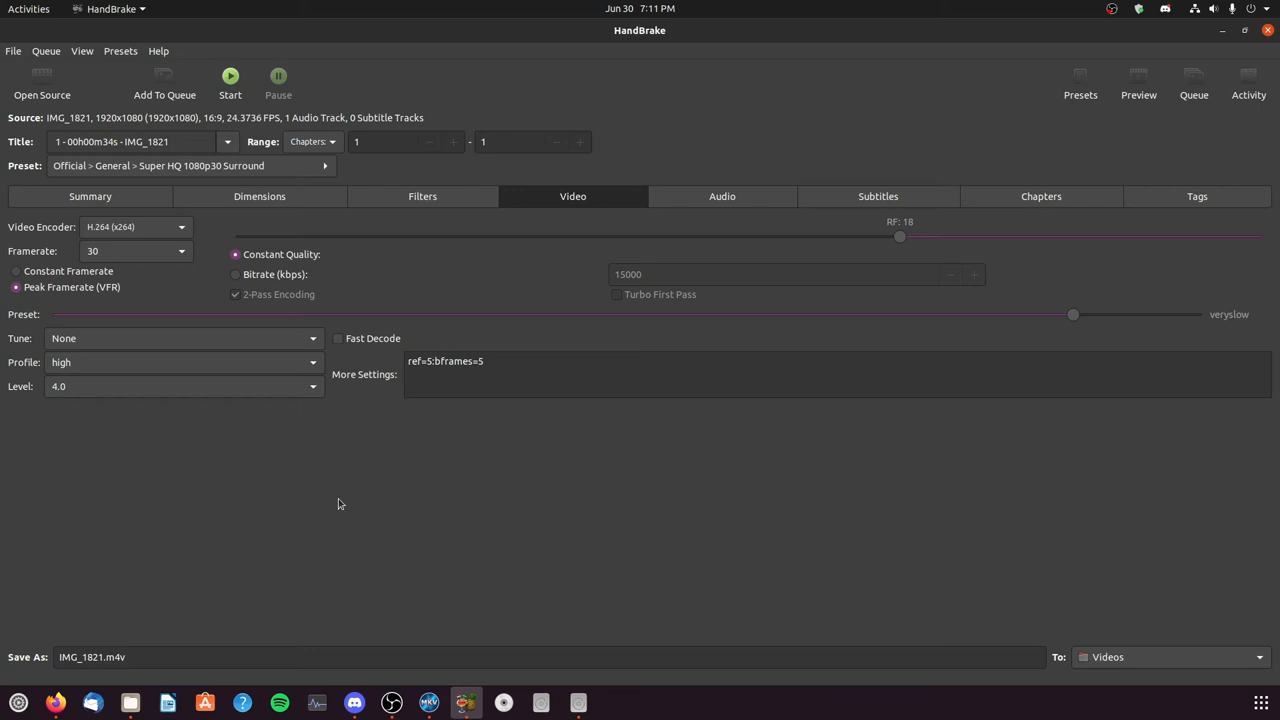 Activities HandBrake Jun 30 7:11 PM
HandBrake
File Queue View Presets Help
Open Source Add To Queue Start Pause Presets Preview Queue Activity
Source: IMG_1821, 1920x1080 (1920x1080), 16:9, 24.3736 FPS, 1 Audio Track, 0 Subtitle Tracks
Title: 1 - 00h00m34s - IMG_1821 Range: Chapters: 1 - 1
Preset: Official > General > Super HQ 1080p30 Surround
Summary Dimensions Filters Video Audio Subtitles Chapters Tags
RF: 18
Video Encoder: H.264 (x264)
Framerate: 30 Constant Quality:
Constant Framerate Bitrate (kbps): 15000
Peak Framerate (VFR) 2-Pass Encoding Turbo First Pass
Preset: veryslow
Tune: None Fast Decode
Profile: high More Settings: ref=5:bframes=5
Level: 4.0
Save As: IMG_1821.m4v To: Videos
MKV